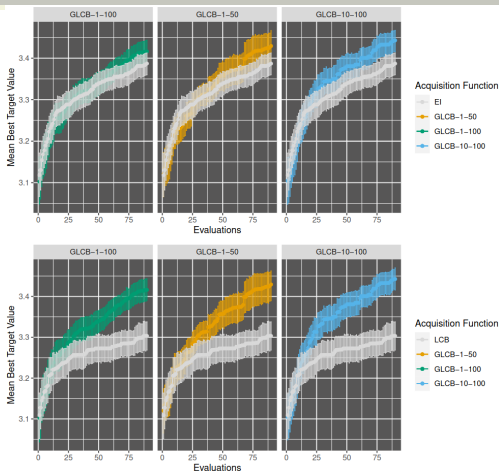 GLCB−1−100 GLCB−1−50 GLCB−10−100
3.4
3.3
3.2
3.1
Mean Best Target Value
0 25 50 75 0 25 50 75 0 25 50 75
Evaluations
Acquisition Function
EI
GLCB−1−50
GLCB−1−100
GLCB−10−100
GLCB−1−100 GLCB−1−50 GLCB−10−100
3.4
3.3
3.2
3.1
Mean Best Target Value
0 25 50 75 0 25 50 75 0 25 50 75
Evaluations
Acquisition Function
LCB
GLCB−1−50
GLCB−1−100
GLCB−10−100